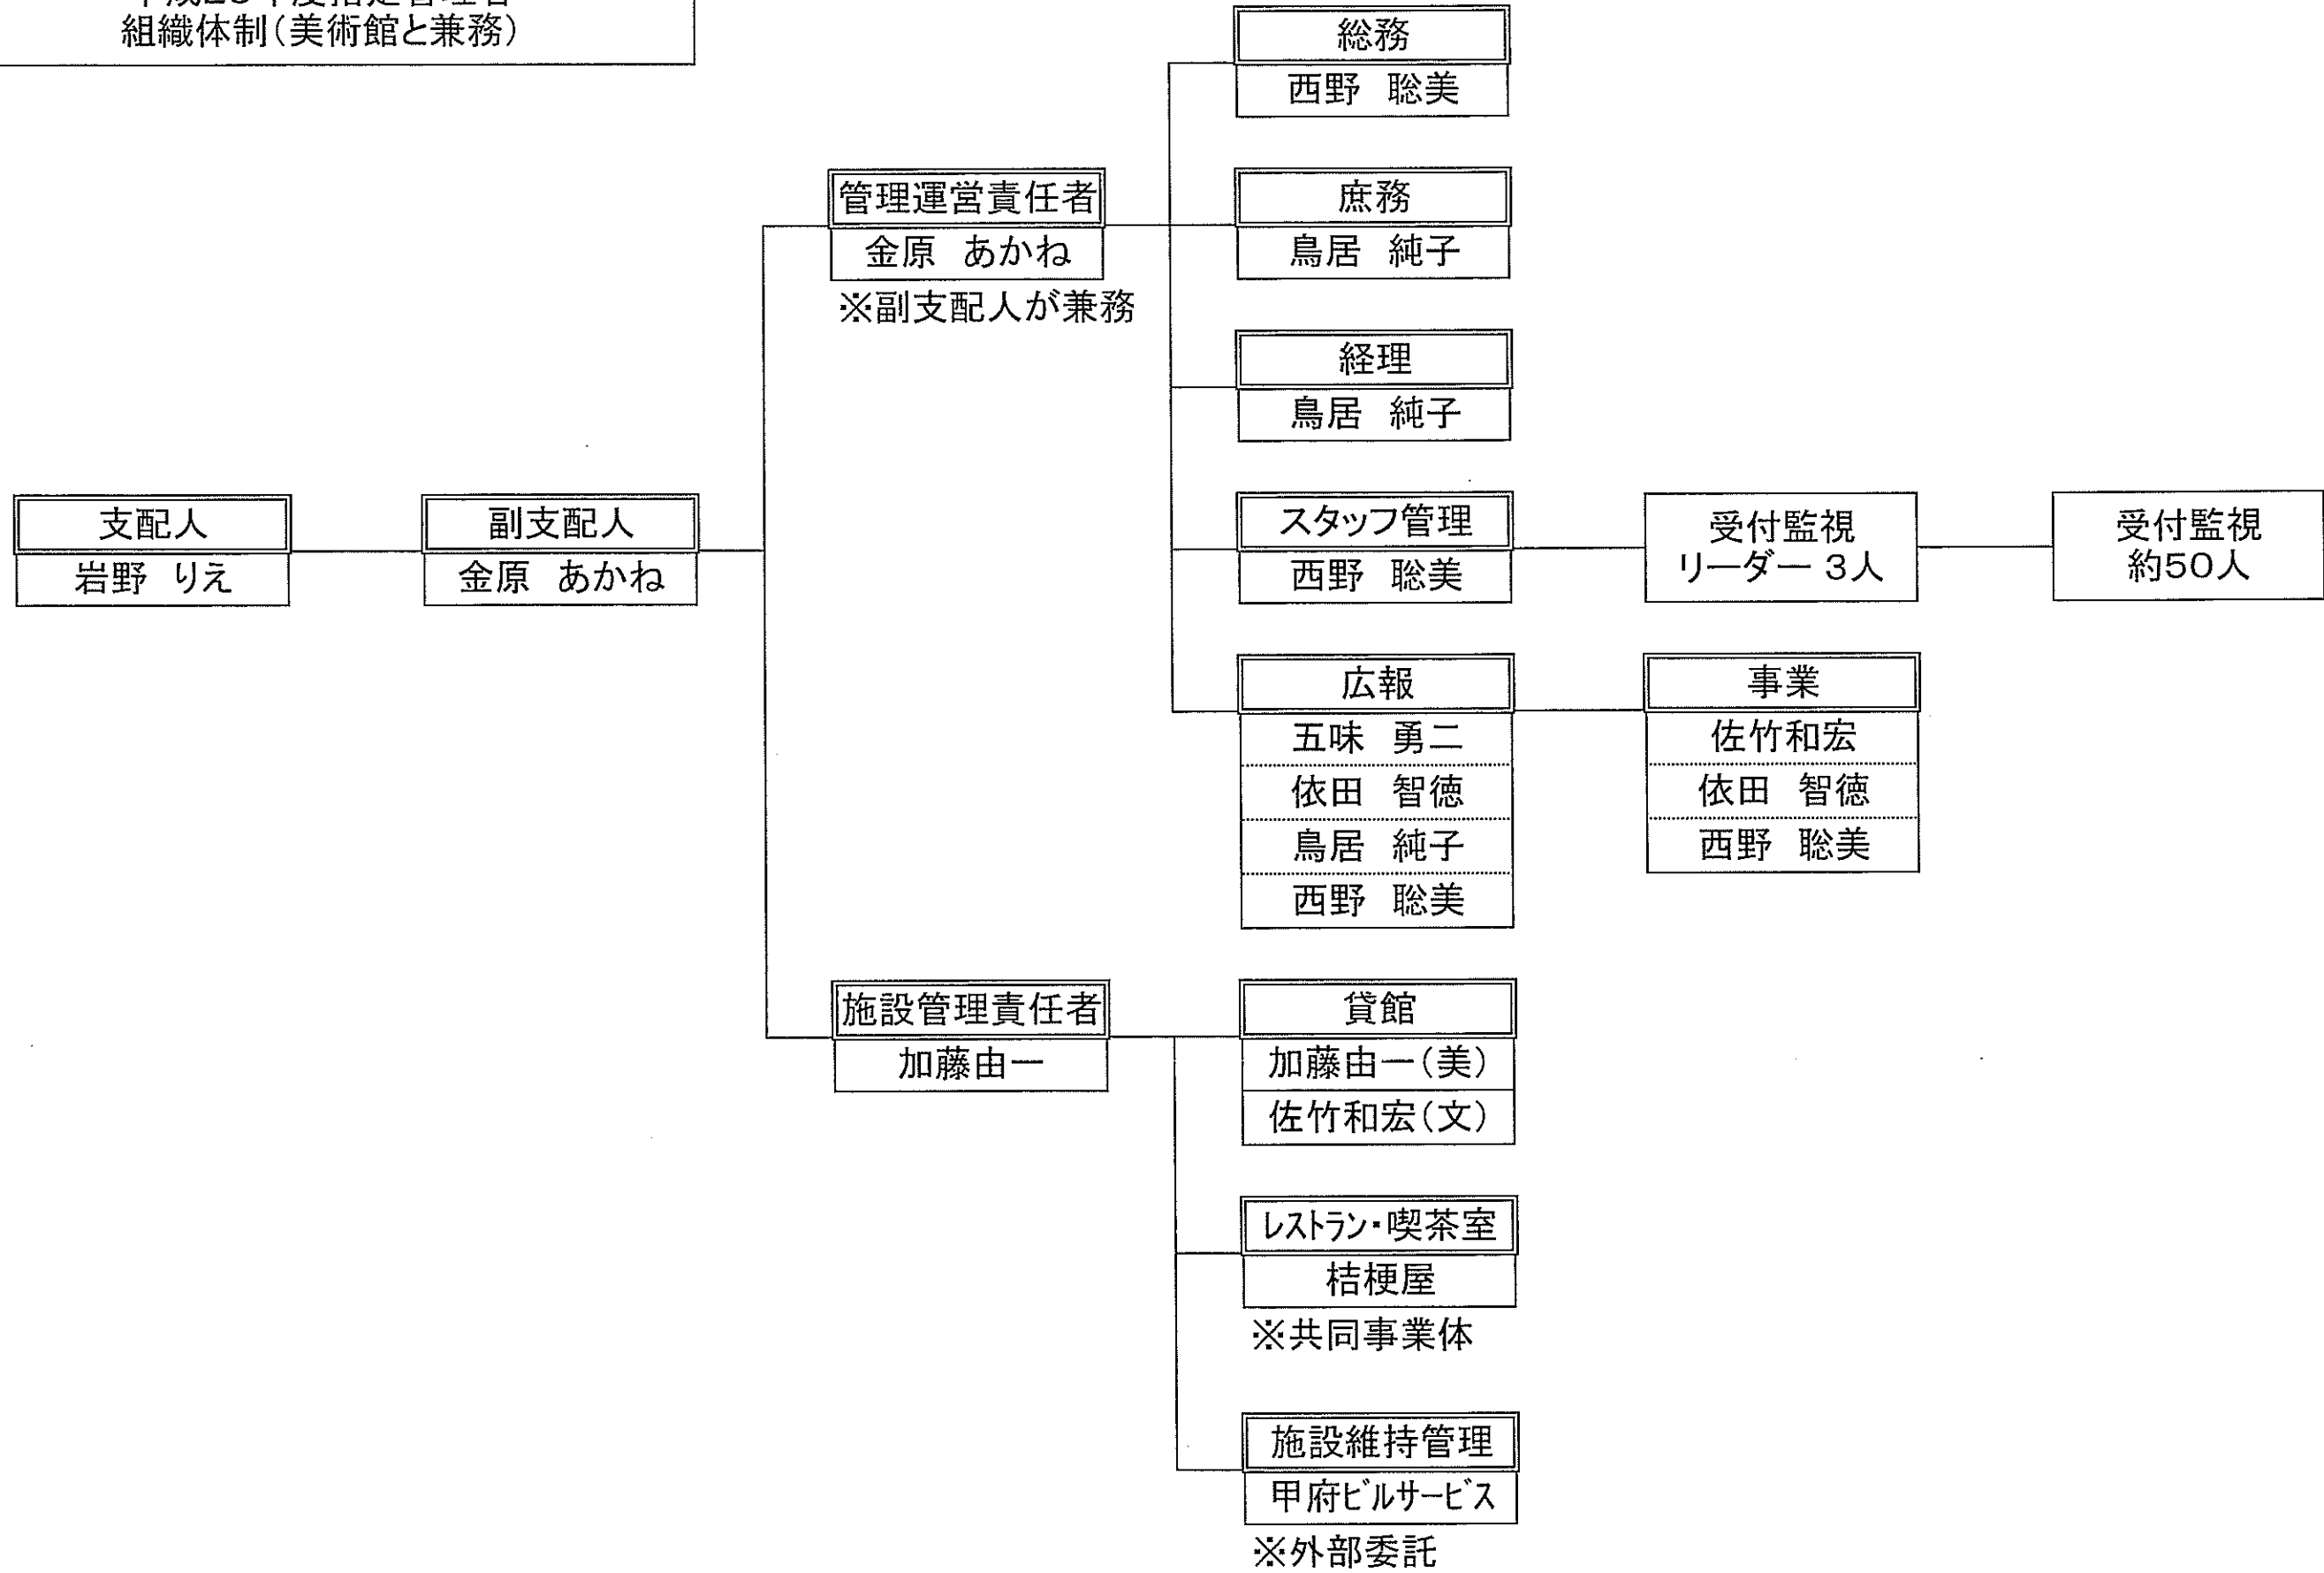 組織体制(美術館と兼務)
総務
西野 聡美
管理運営責任者
金原 あかね
※副支配人が兼務
庶務
鳥居 純子
経理
鳥居 純子
支配人
岩野 りえ
副支配人
金原 あかね
スタッフ管理
西野 聡美
受付監視
リーダー 3人
受付監視
約50人
広報
五味 勇二
依田 智徳
鳥居 純子
西野 聡美
事業
佐竹和宏
依田 智徳
西野 聡美
施設管理責任者
加藤由一
貸館
加藤由一(美)
佐竹和宏(文)
レストラン・喫茶室
桔梗屋
※共同事業体
施設維持管理
甲府ビルサービス
※外部委託